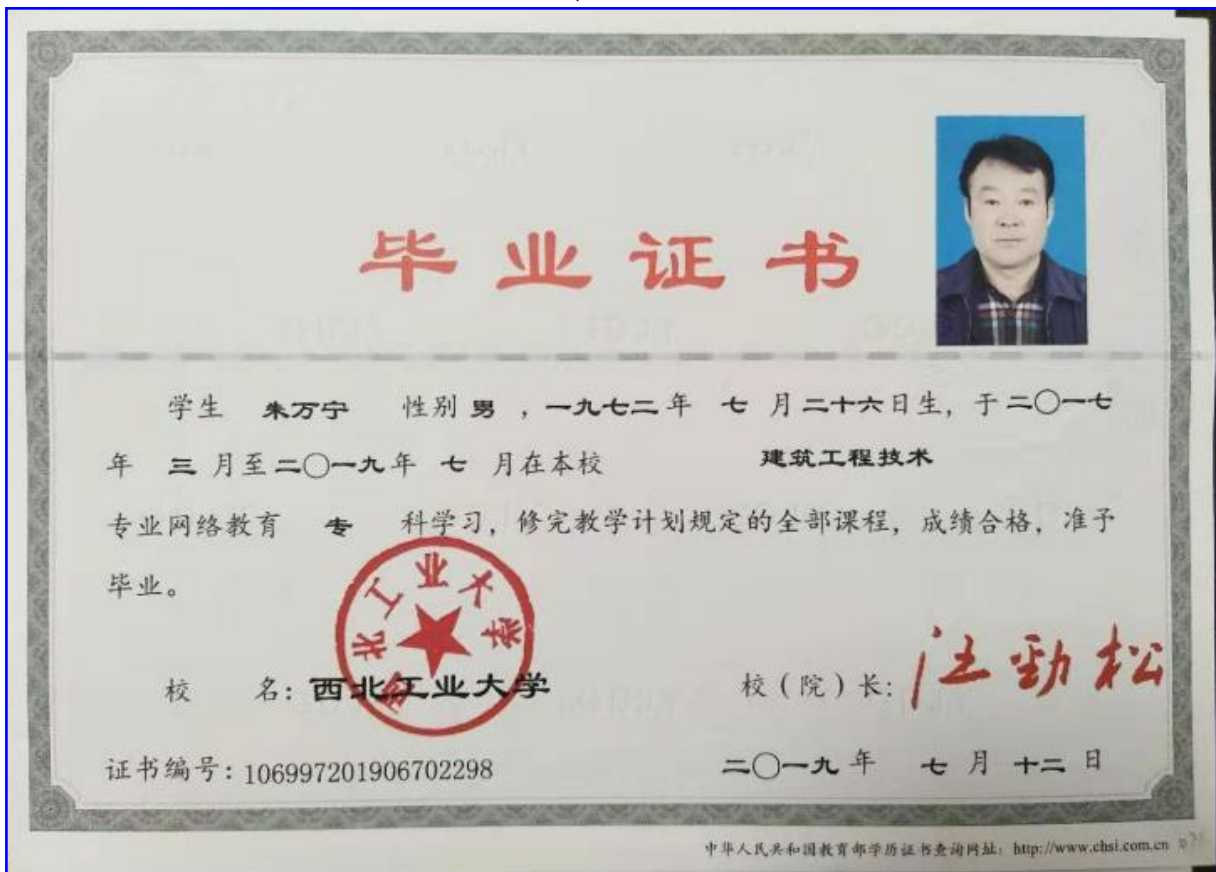 毕业证书
学生 朱万宁 性别 男 ，一九七二年 七 月二十六日生，于二〇一七
年 三 月至二〇一九年 七 月在本校 建筑工程技术
专业网络教育 专 科学习，修完教学计划规定的全部课程，成绩合格，准予
毕业。
西北工业大学
校 名：西北工业大学 校（院）长：汪劲松
证书编号：106997201906702298 二〇一九年 七 月 十二 日
中华人民共和国教育部学历证书查询网址：http://www.chsi.com.cn